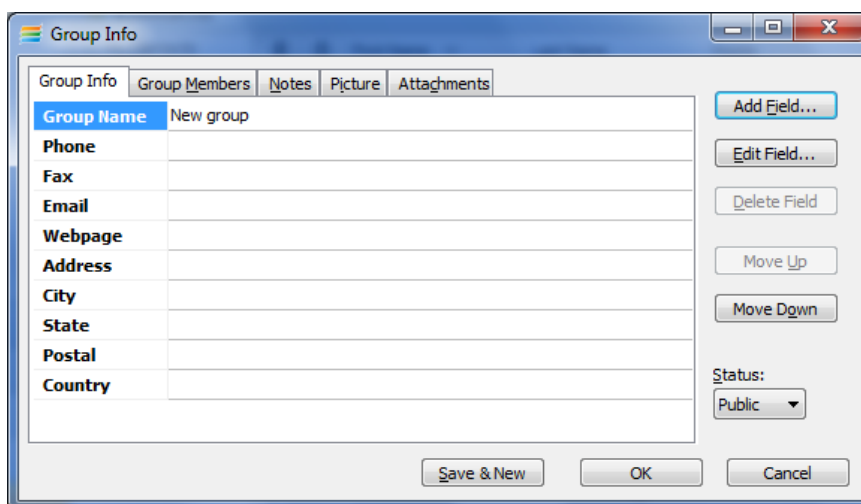 Group Info
Group Info Group Members Notes Picture Attachments
Group Name New group
Phone
Fax
Email
Webpage
Address
City
State
Postal
Country
Add Field...
Edit Field...
Delete Field
Move Up
Move Down
Status:
Public
Save & New OK Cancel